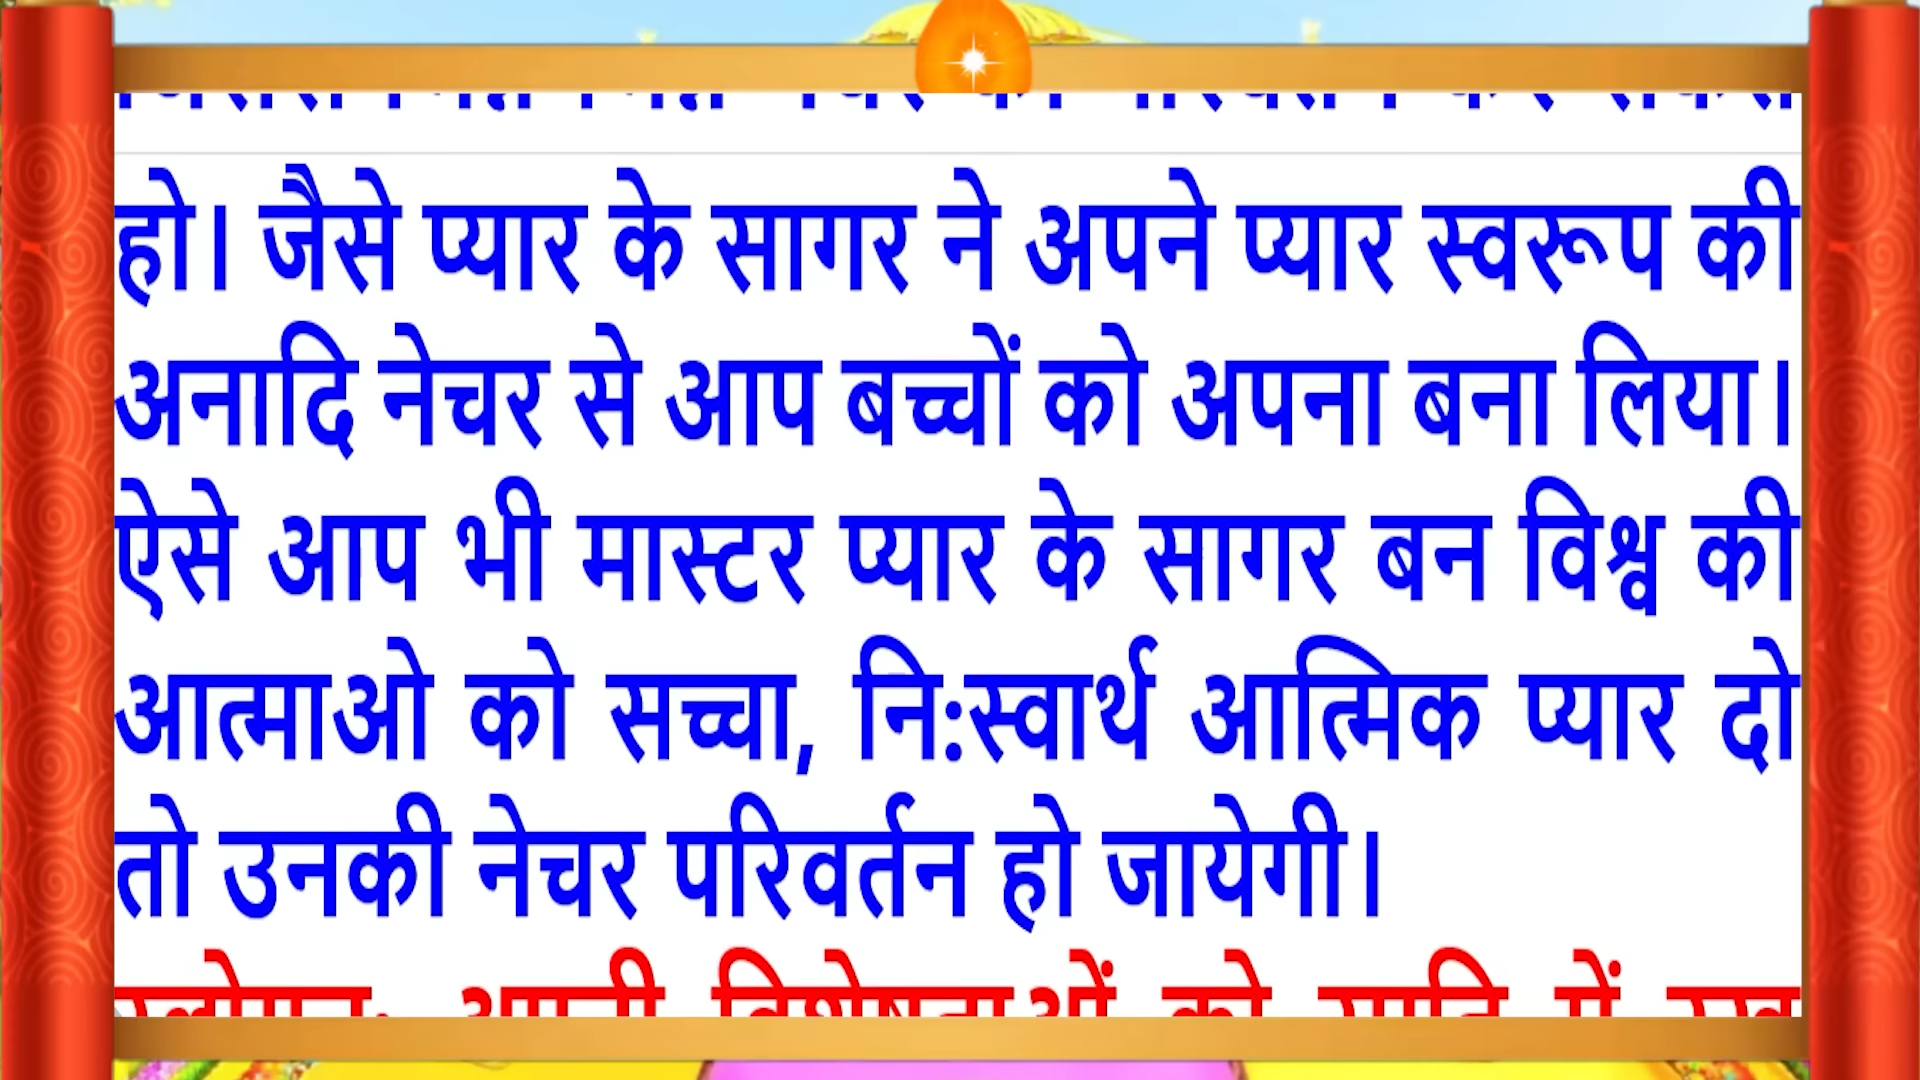 हो। जैसे प्यार के सागर ने अपने प्यार स्वरूप की
अनादि नेचर से आप बच्चों को अपना बना लिया।
ऐसे आप भी मास्टर प्यार के सागर बन विश्व की
आत्माओ को सच्चा, नि:स्वार्थ आत्मिक प्यार दो
तो उनकी नेचर परिवर्तन हो जायेगी।